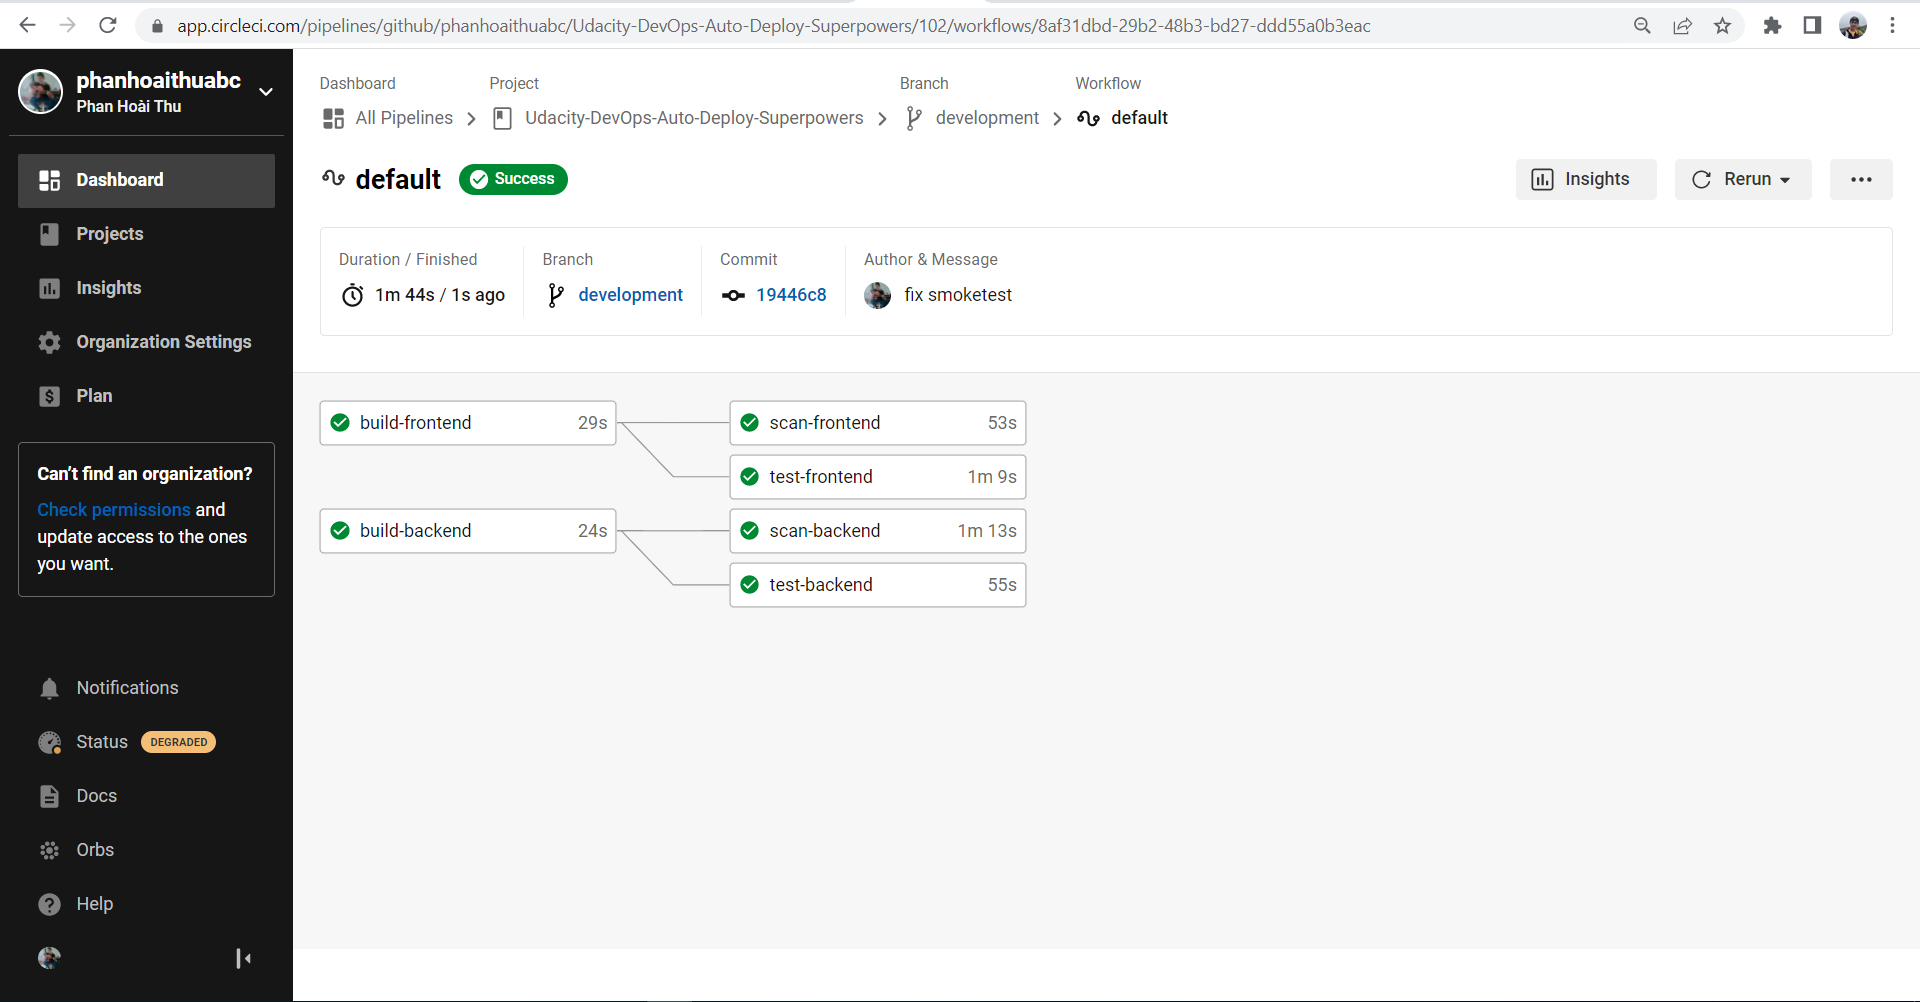 app.circleci.com/pipelines/github/phanhoaithuabc/Udacity-DevOps-Auto-Deploy-Superpowers/102/workflows/8af31dbd-29b2-48b3-bd27-ddd55a0b3eac
phanhoaithuabc
Phan Hoài Thu
Dashboard
Projects
Insights
Organization Settings
Plan
Can't find an organization?
Check permissions and
update access to the ones
you want.
Notifications
Status DEGRADED
Docs
Orbs
Help
Dashboard Project Branch Workflow
All Pipelines Udacity-DevOps-Auto-Deploy-Superpowers development default
default Success
Insights Rerun
Duration / Finished Branch Commit Author & Message
1m 44s / 1s ago development 19446c8 fix smoketest
build-frontend 29s scan-frontend 53s
test-frontend 1m 9s
build-backend 24s scan-backend 1m 13s
test-backend 55s